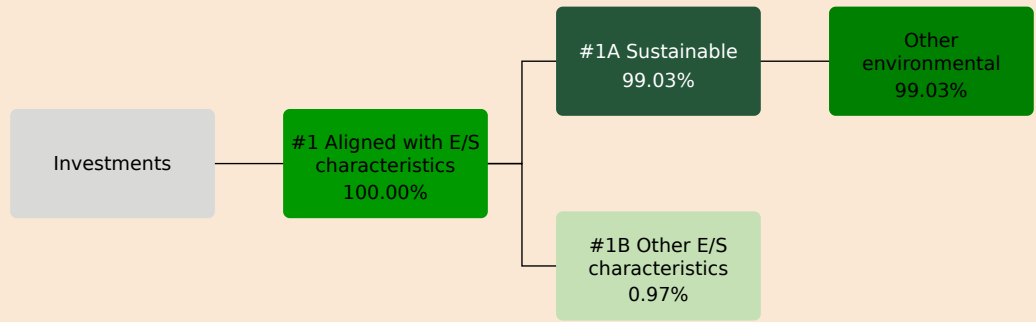 Investments
#1 Aligned with E/S
characteristics
100.00%
#1A Sustainable
99.03%
Other
environmental
99.03%
#1B Other E/S
characteristics
0.97%